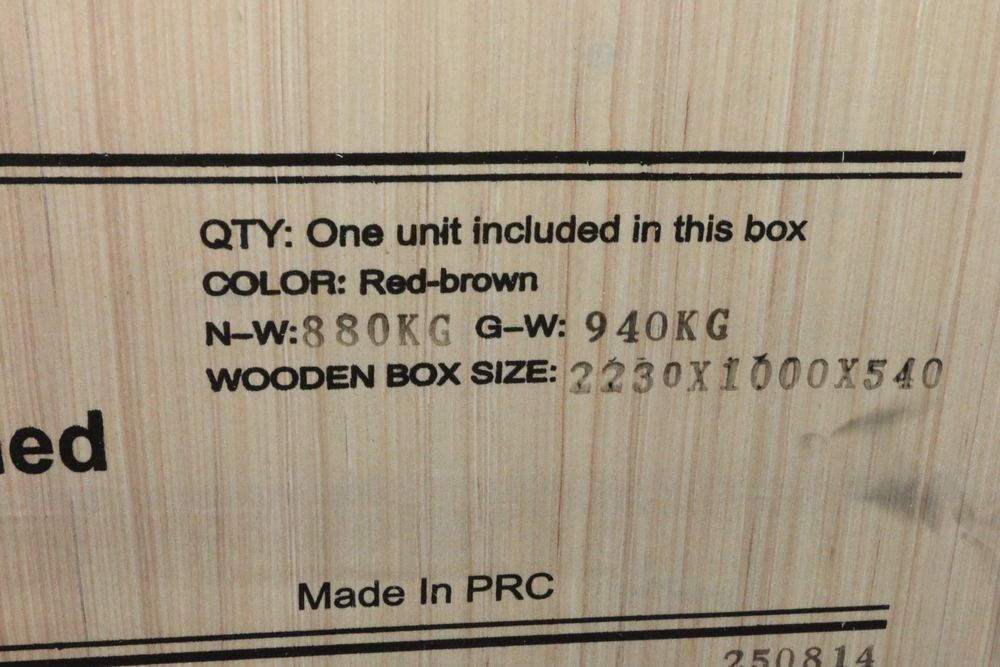 QTY: One unit included in this box
COLOR: Red-brown
N-W:880KG G-W: 940KG
WOODEN BOX SIZE: 2230X1000X540
ed
Made In PRC
250814